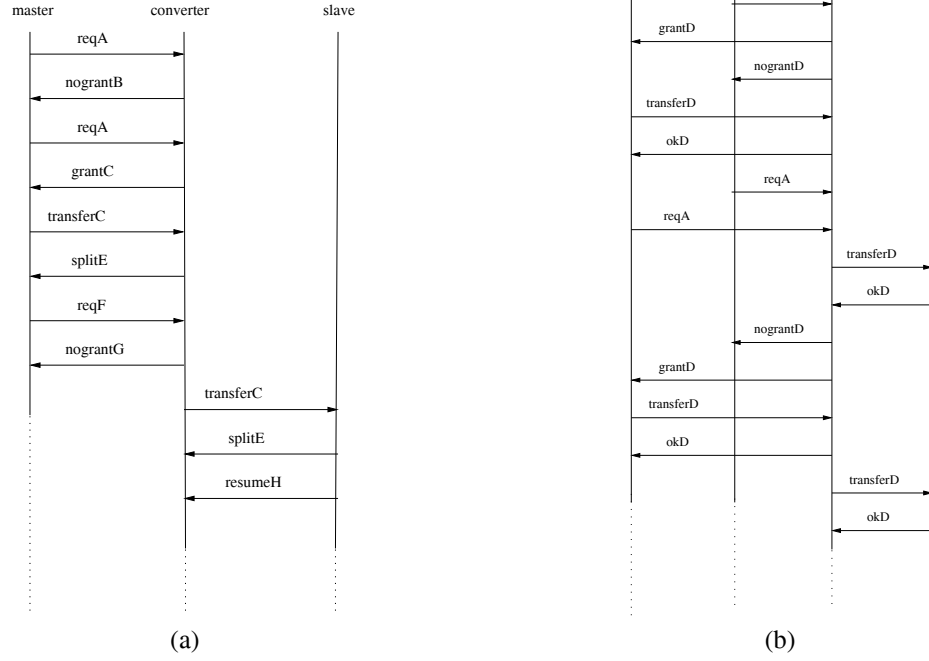 master converter slave
reqA
nograntB
reqA
grantC
transferC
splitE
reqF
nograntG
transferC
splitE
resumeH
(a)
grantD
nograntD
transferD
okD
reqA
reqA
transferD
okD
nograntD
grantD
transferD
okD
transferD
okD
(b)